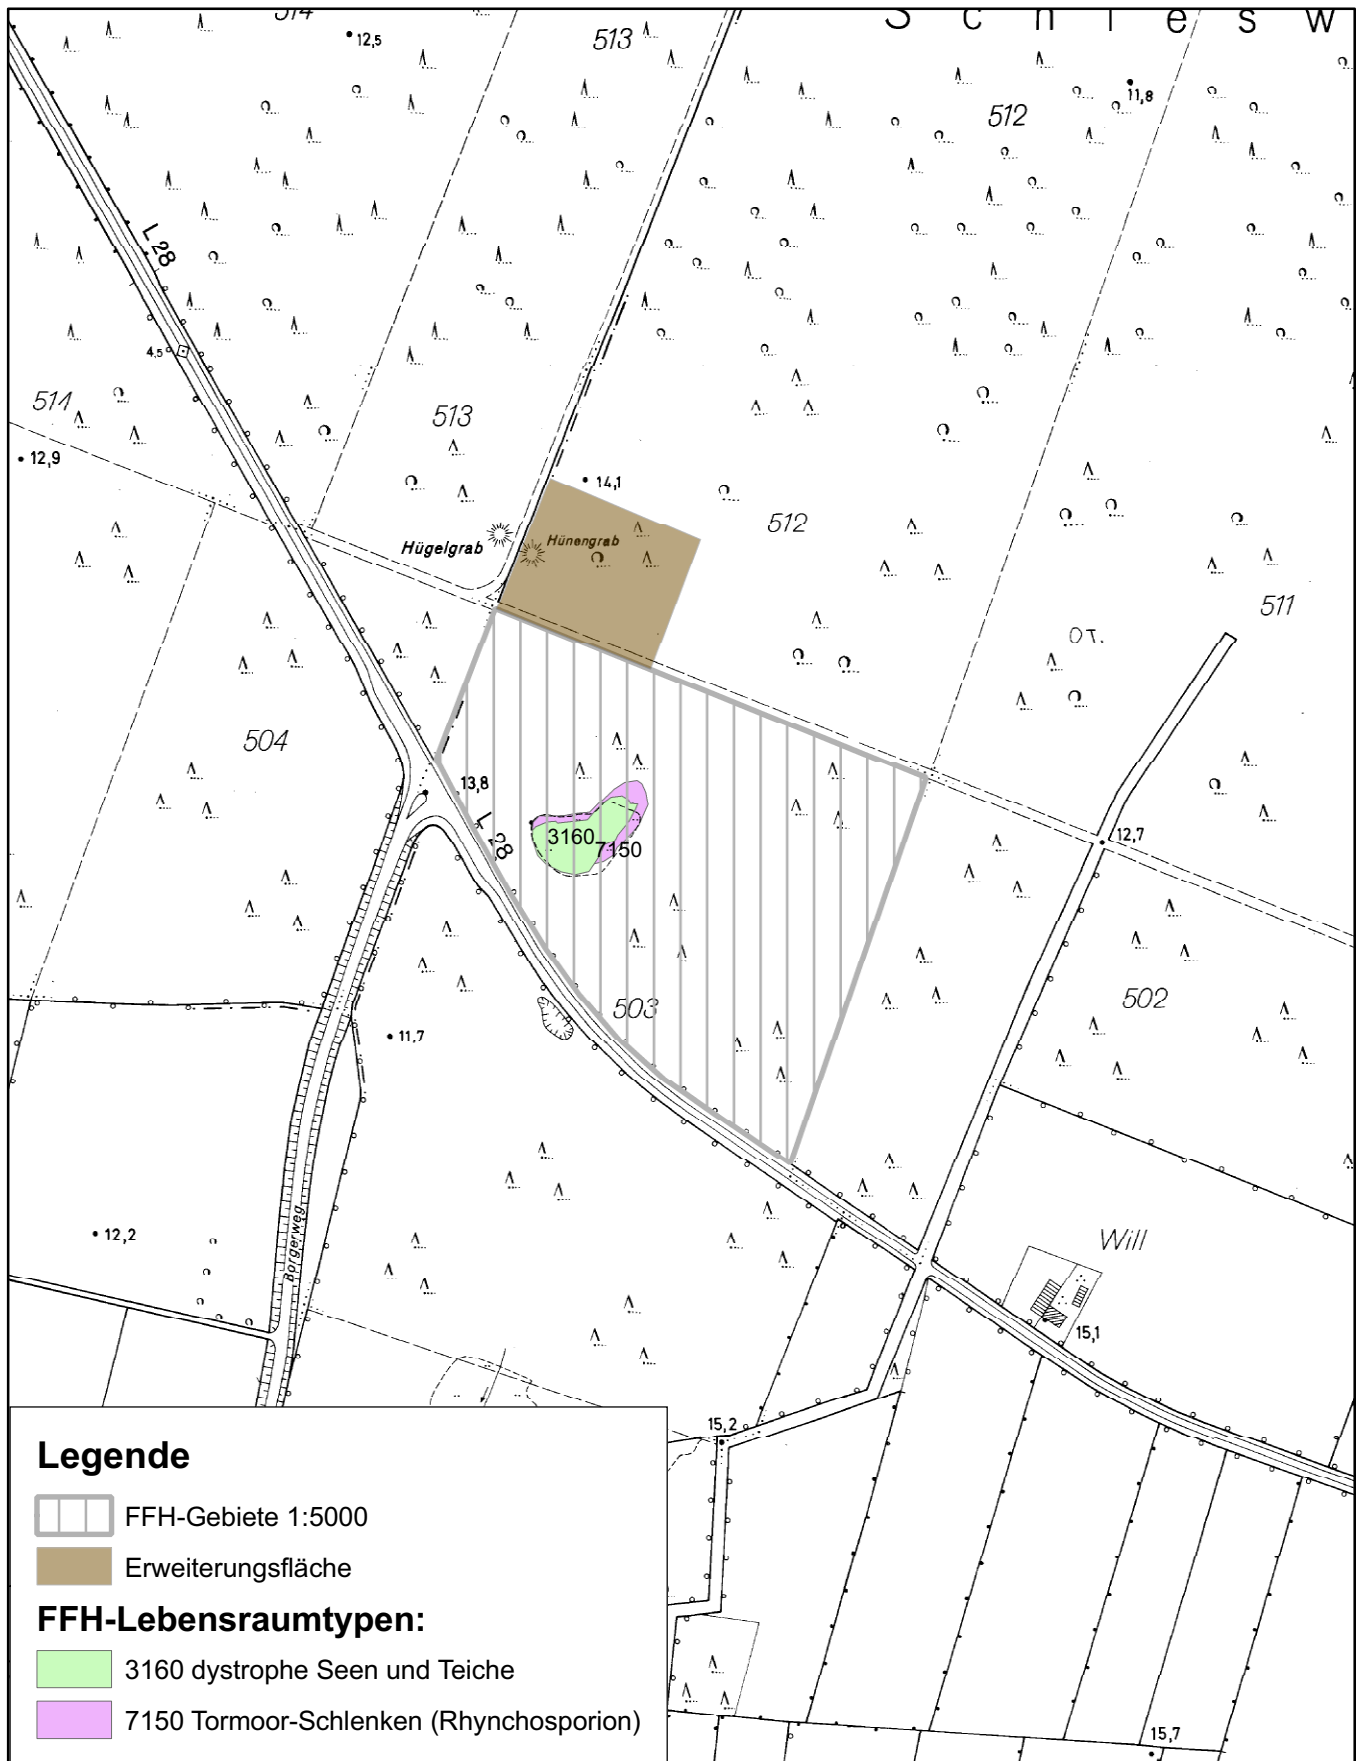 514
12,5
513
S c h l e s w
11,8
512
L 28
4.5
514
513
12,9
14,1
512
Hügelgrab
Hünengrab
511
OT.
504
13,8
L 28
3160
7150
12,7
503
502
11,7
12,2
Borgerweg
Will
15,1
15,2
15,7
Legende
FFH-Gebiete 1:5000
Erweiterungsfläche
FFH-Lebensraumtypen:
3160 dystrophe Seen und Teiche
7150 Tormoor-Schlenken (Rhynchosporion)